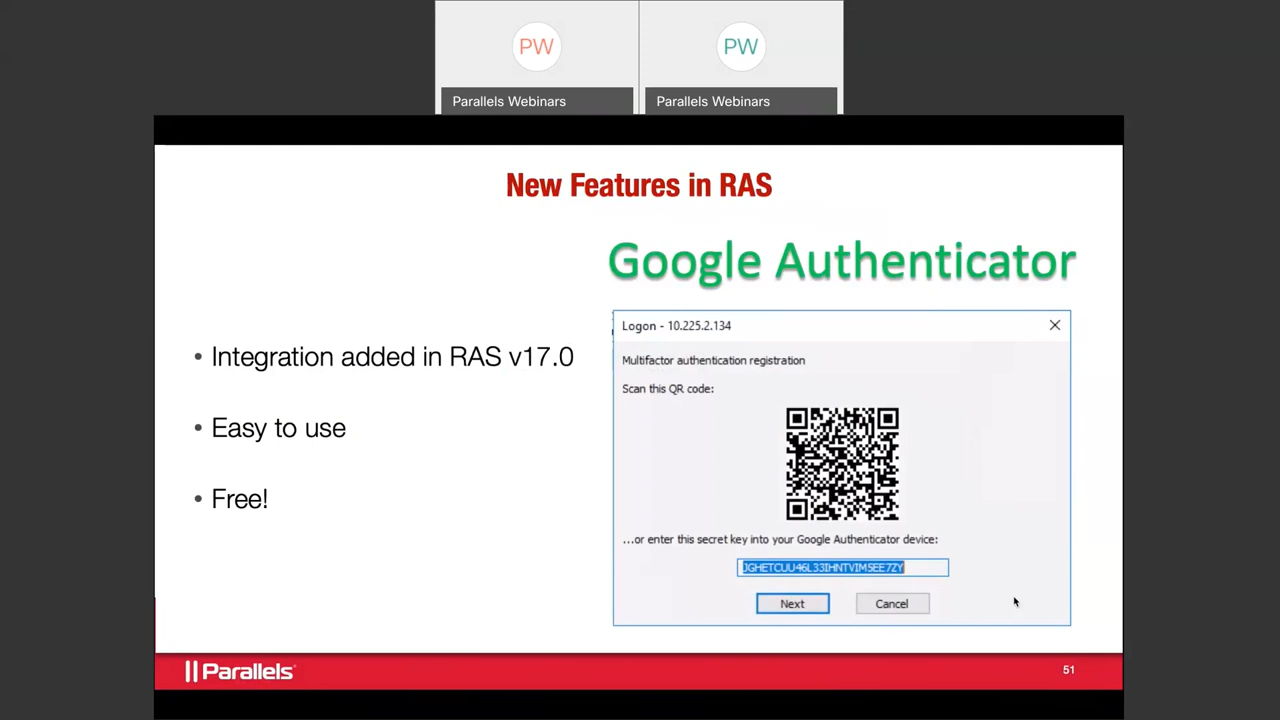 PW
PW
Parallels Webinars
Parallels Webinars
New Features in RAS
Google Authenticator
• Integration added in RAS v17.0
• Easy to use
• Free!
Logon - 10.225.2.134
Multifactor authentication registration
Scan this QR code:
...or enter this secret key into your Google Authenticator device:
JGHETCUU46L33IHNTVIMSEE7ZY
Next
Cancel
Parallels
51